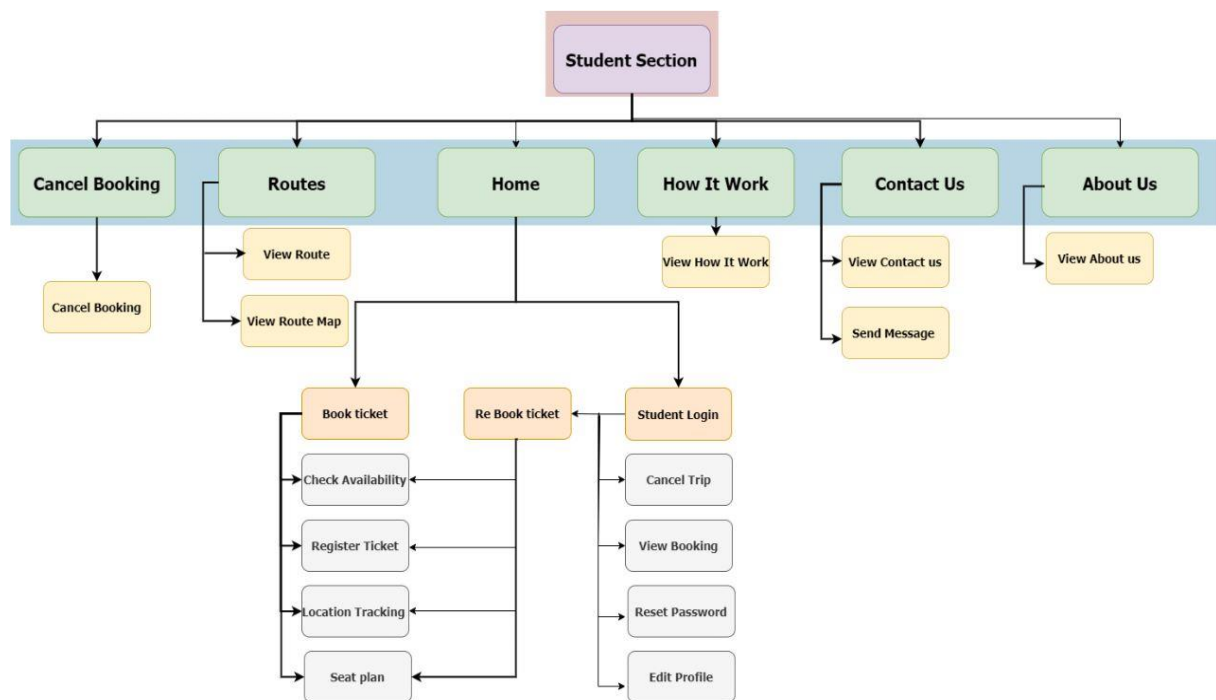 Student Section
Cancel Booking
Routes
Home
How It Work
Contact Us
About Us
View Route
View How It Work
View Contact us
View About us
Cancel Booking
View Route Map
Send Message
Book ticket
Re Book ticket
Student Login
Check Availability
Cancel Trip
Register Ticket
View Booking
Location Tracking
Reset Password
Seat plan
Edit Profile